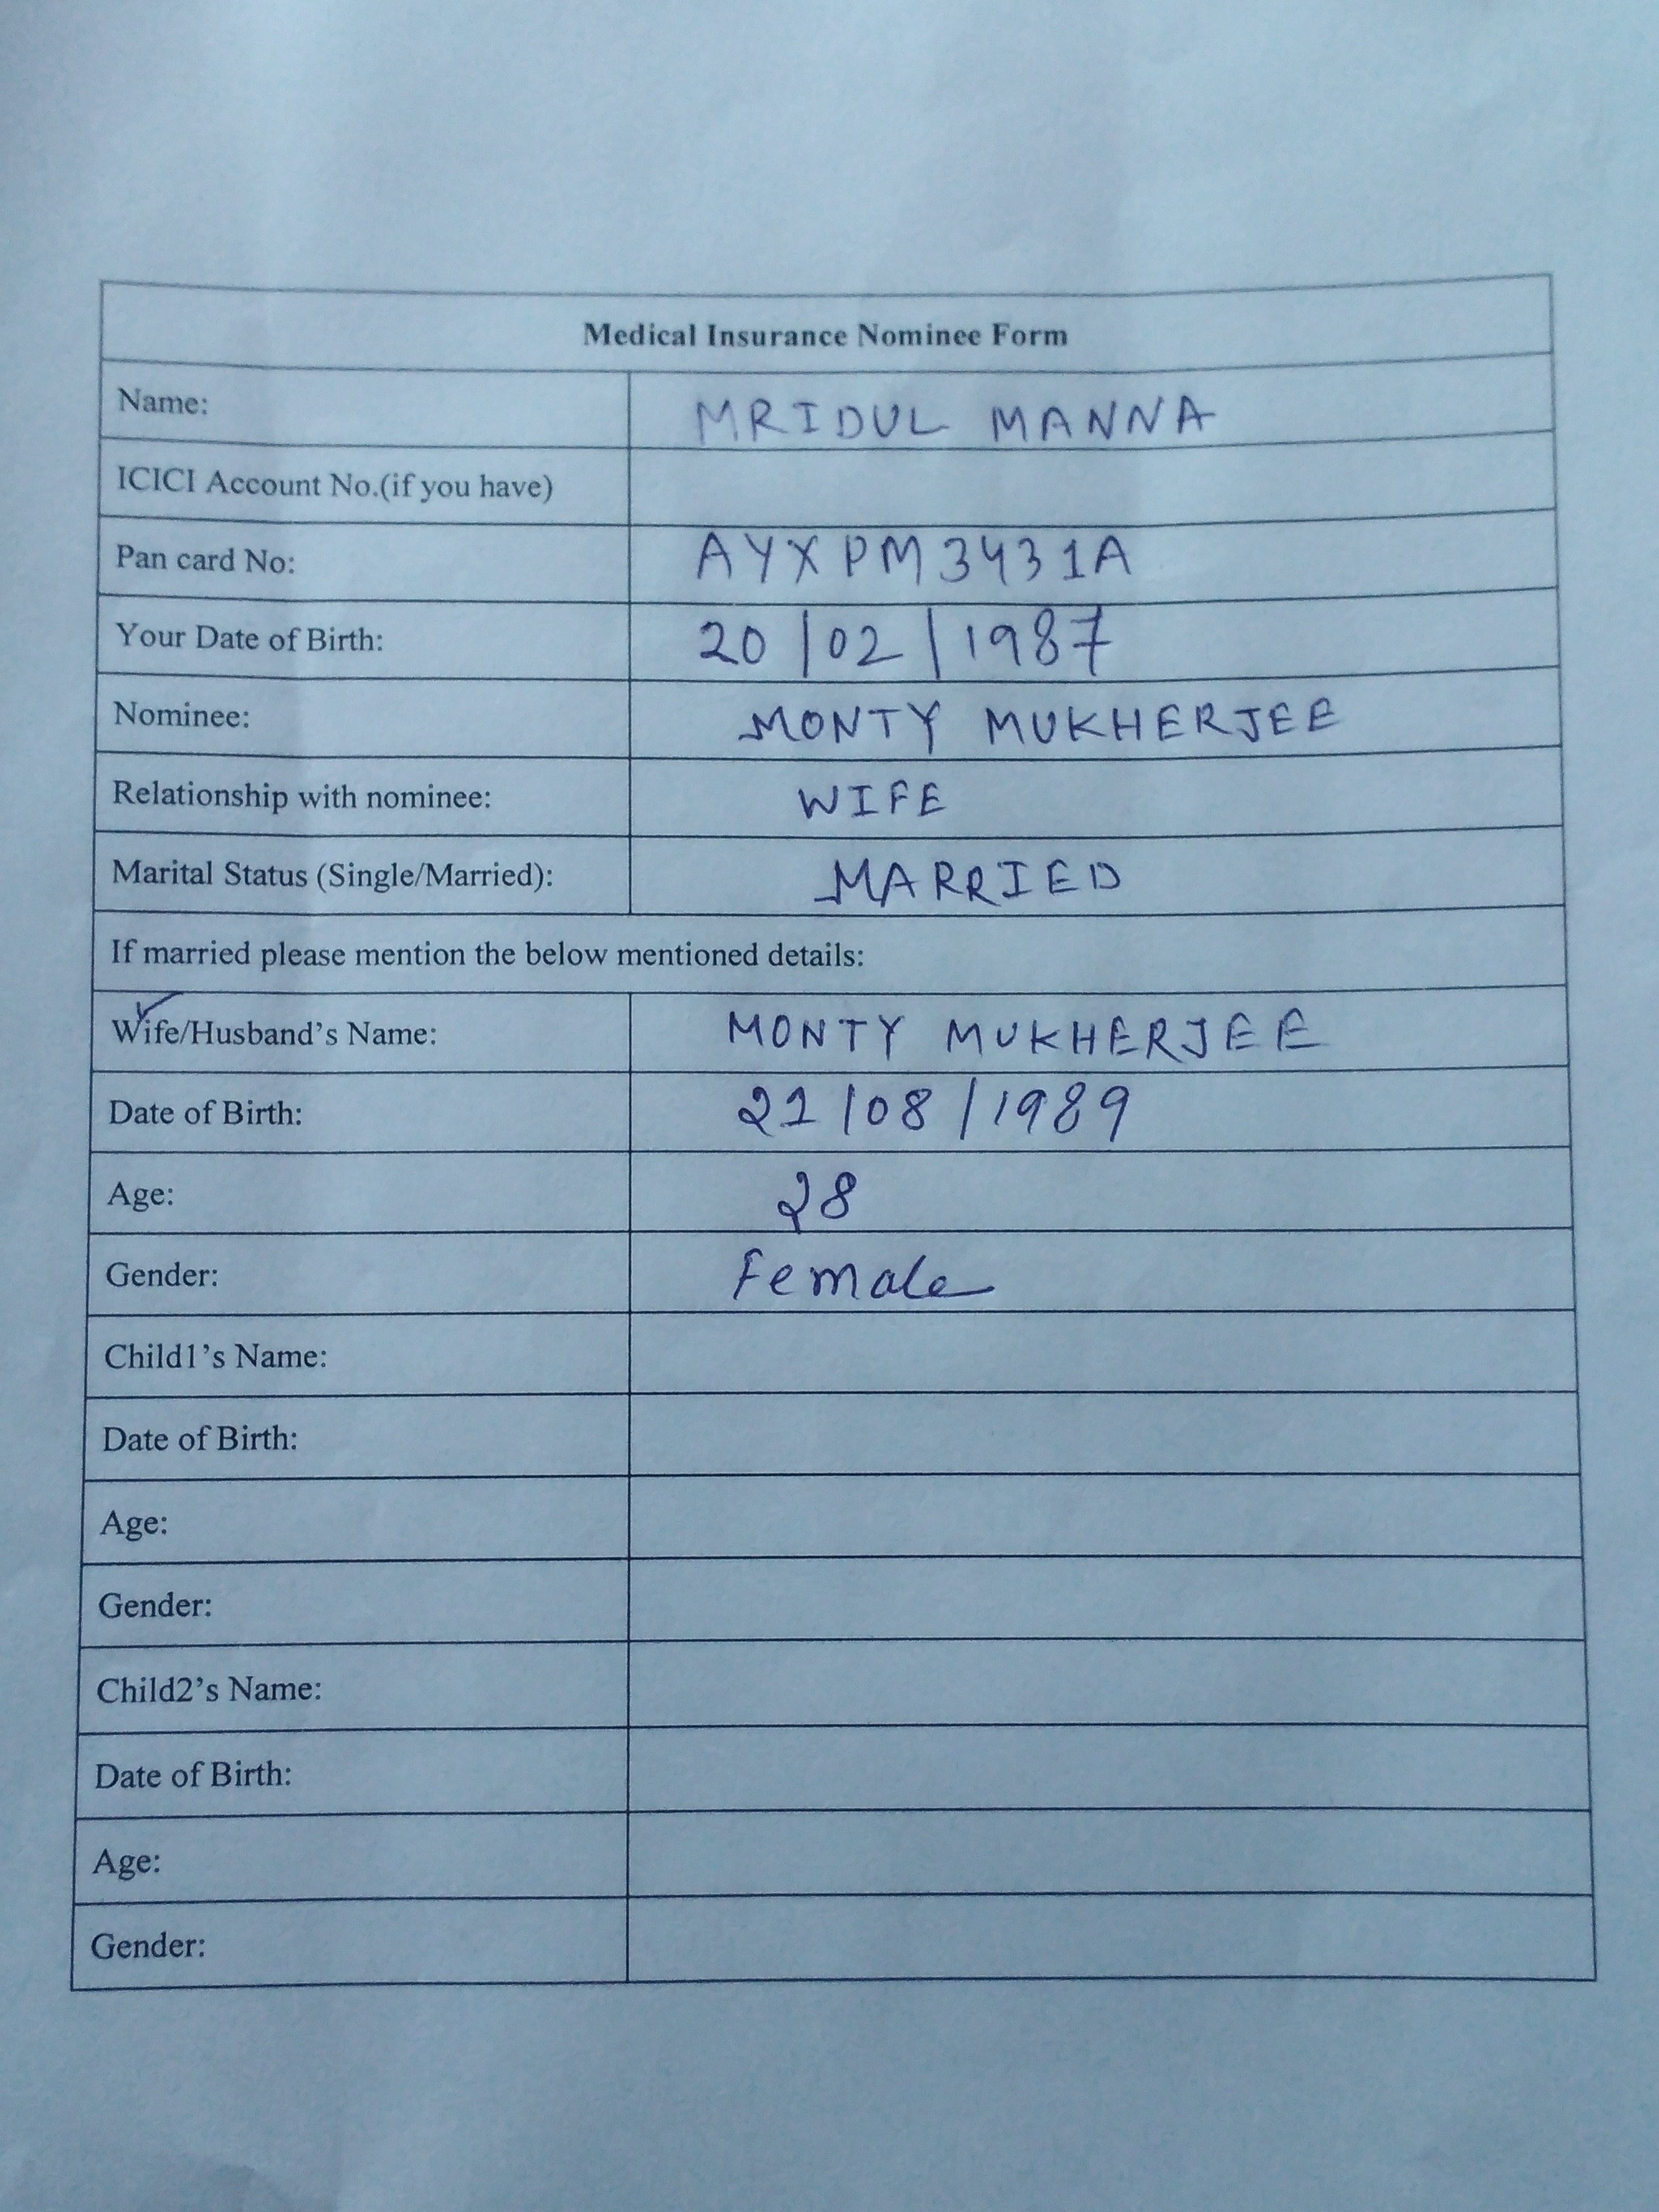 Medical Insurance Nominee Form
Name: MRIDUL MANNA
ICICI Account No.(if you have)
Pan card No: AYXPM3431A
Your Date of Birth: 20/02/1987
Nominee: MONTY MUKHERJEE
Relationship with nominee: WIFE
Marital Status (Single/Married): MARRIED
If married please mention the below mentioned details:
Wife/Husband's Name: MONTY MUKHERJEE
Date of Birth: 21/08/1989
Age: 28
Gender: Female
Child1's Name:
Date of Birth:
Age:
Gender:
Child2's Name:
Date of Birth:
Age:
Gender: